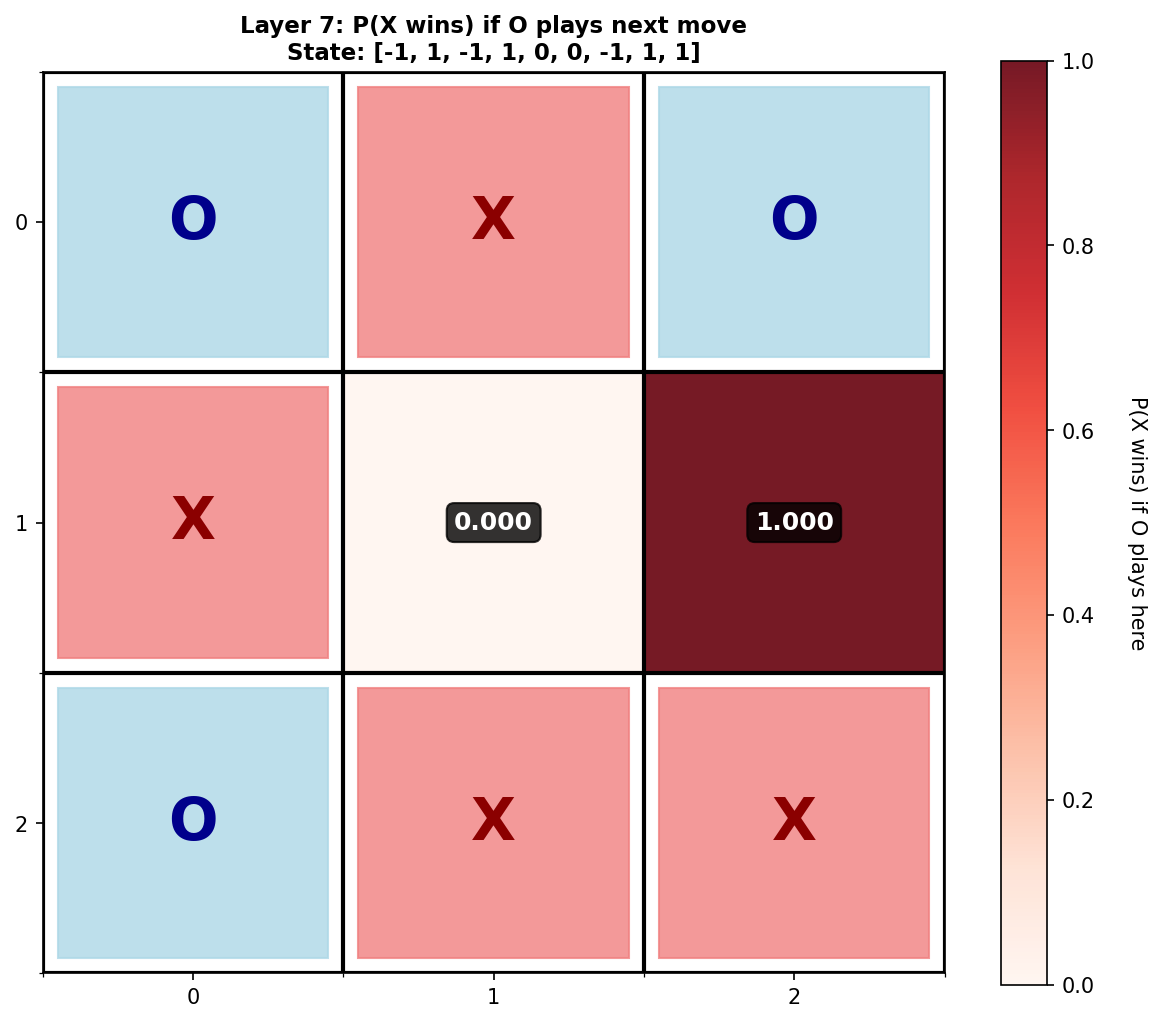 Layer 7: P(X wins) if O plays next move
State: [-1, 1, -1, 1, 0, 0, -1, 1, 1]
O X O
X 0.000 1.000
O X X
0
1
2
0 1 2
1.0
0.8
0.6
0.4
0.2
0.0
P(X wins) if O plays here